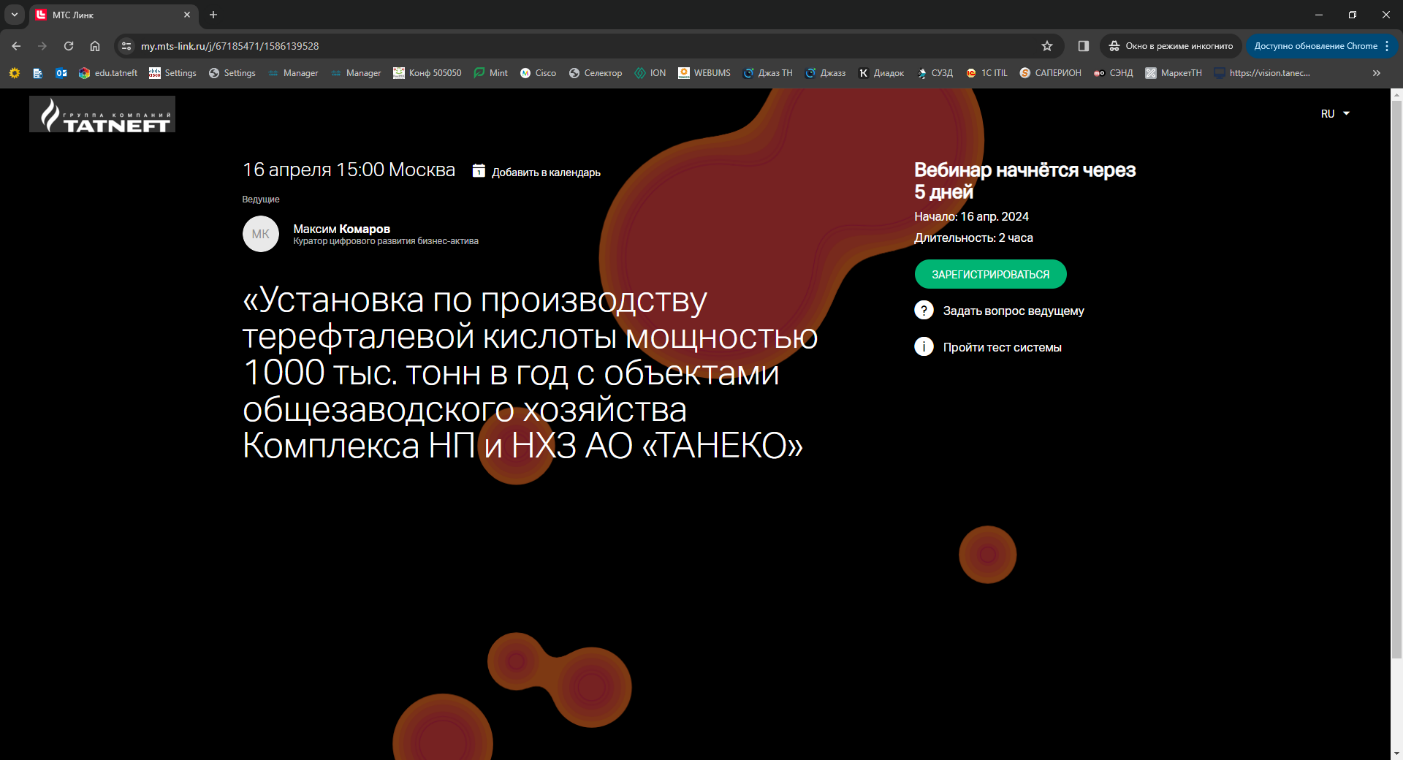 МТС Линк
my.mts-link.ru/j/67185471/1586139528
Окно в режиме инкогнито
Доступно обновление Chrome
edu.tatneft
Settings
Settings
Manager
Manager
Конф 505050
Mint
Cisco
Селектор
ION
WEBUMS
Джаз ТН
Джазз
Диадок
СУЗД
1С ITIL
САПЕРИОН
СЭНД
МаркетТН
https://vision.tanec...
ГРУППА КОМПАНИЙ
TATNEFT
RU
16 апреля 15:00 Москва
Добавить в календарь
Ведущие
МК
Максим Комаров
Куратор цифрового развития бизнес-актива
«Установка по производству
терефталевой кислоты мощностью
1000 тыс. тонн в год с объектами
общезаводского хозяйства
Комплекса НП и НХЗ АО «ТАНЕКО»
Вебинар начнётся через
5 дней
Начало: 16 апр. 2024
Длительность: 2 часа
ЗАРЕГИСТРИРОВАТЬСЯ
? Задать вопрос ведущему
i Пройти тест системы